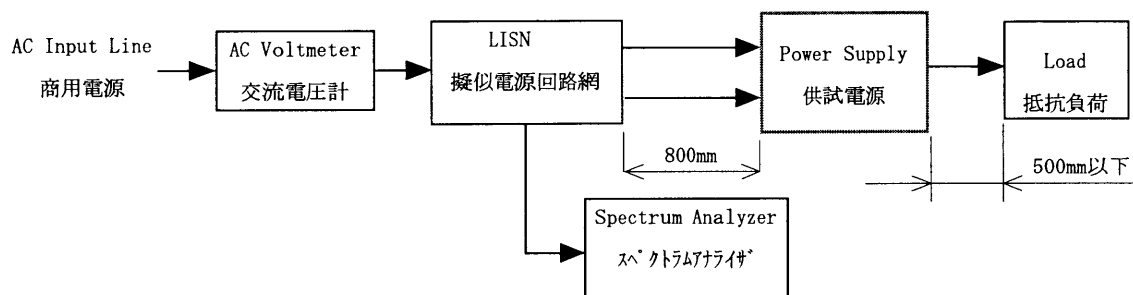 AC Input Line
商用電源
AC Voltmeter
交流電圧計
LISN
擬似電源回路網
Power Supply
供試電源
Load
抵抗負荷
800mm
500mm以下
Spectrum Analyzer
ｽﾍﾟｸﾄﾗﾑｱﾅﾗｲｻﾞ